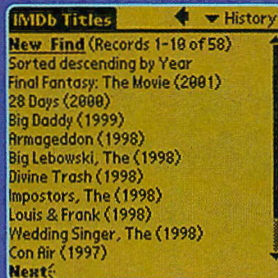 IMDb Titles
History
New Find (Records 1-10 of 58)
Sorted descending by Year
Final Fantasy: The Movie (2001)
28 Days (2000)
Big Daddy (1999)
Armageddon (1998)
Big Lebowski, The (1998)
Divine Trash (1998)
Impostors, The (1998)
Louis & Frank (1998)
Wedding Singer, The (1998)
Con Air (1997)
Next